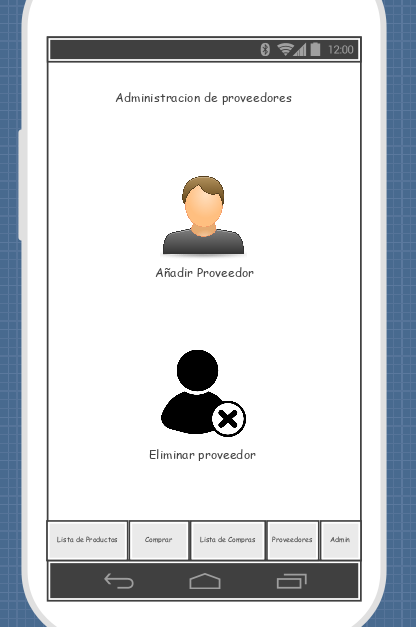 12:00
Administracion de proveedores
Añadir Proveedor
Eliminar proveedor
Lista de Productos
Comprar
Lista de Compras
Proveedores
Admin